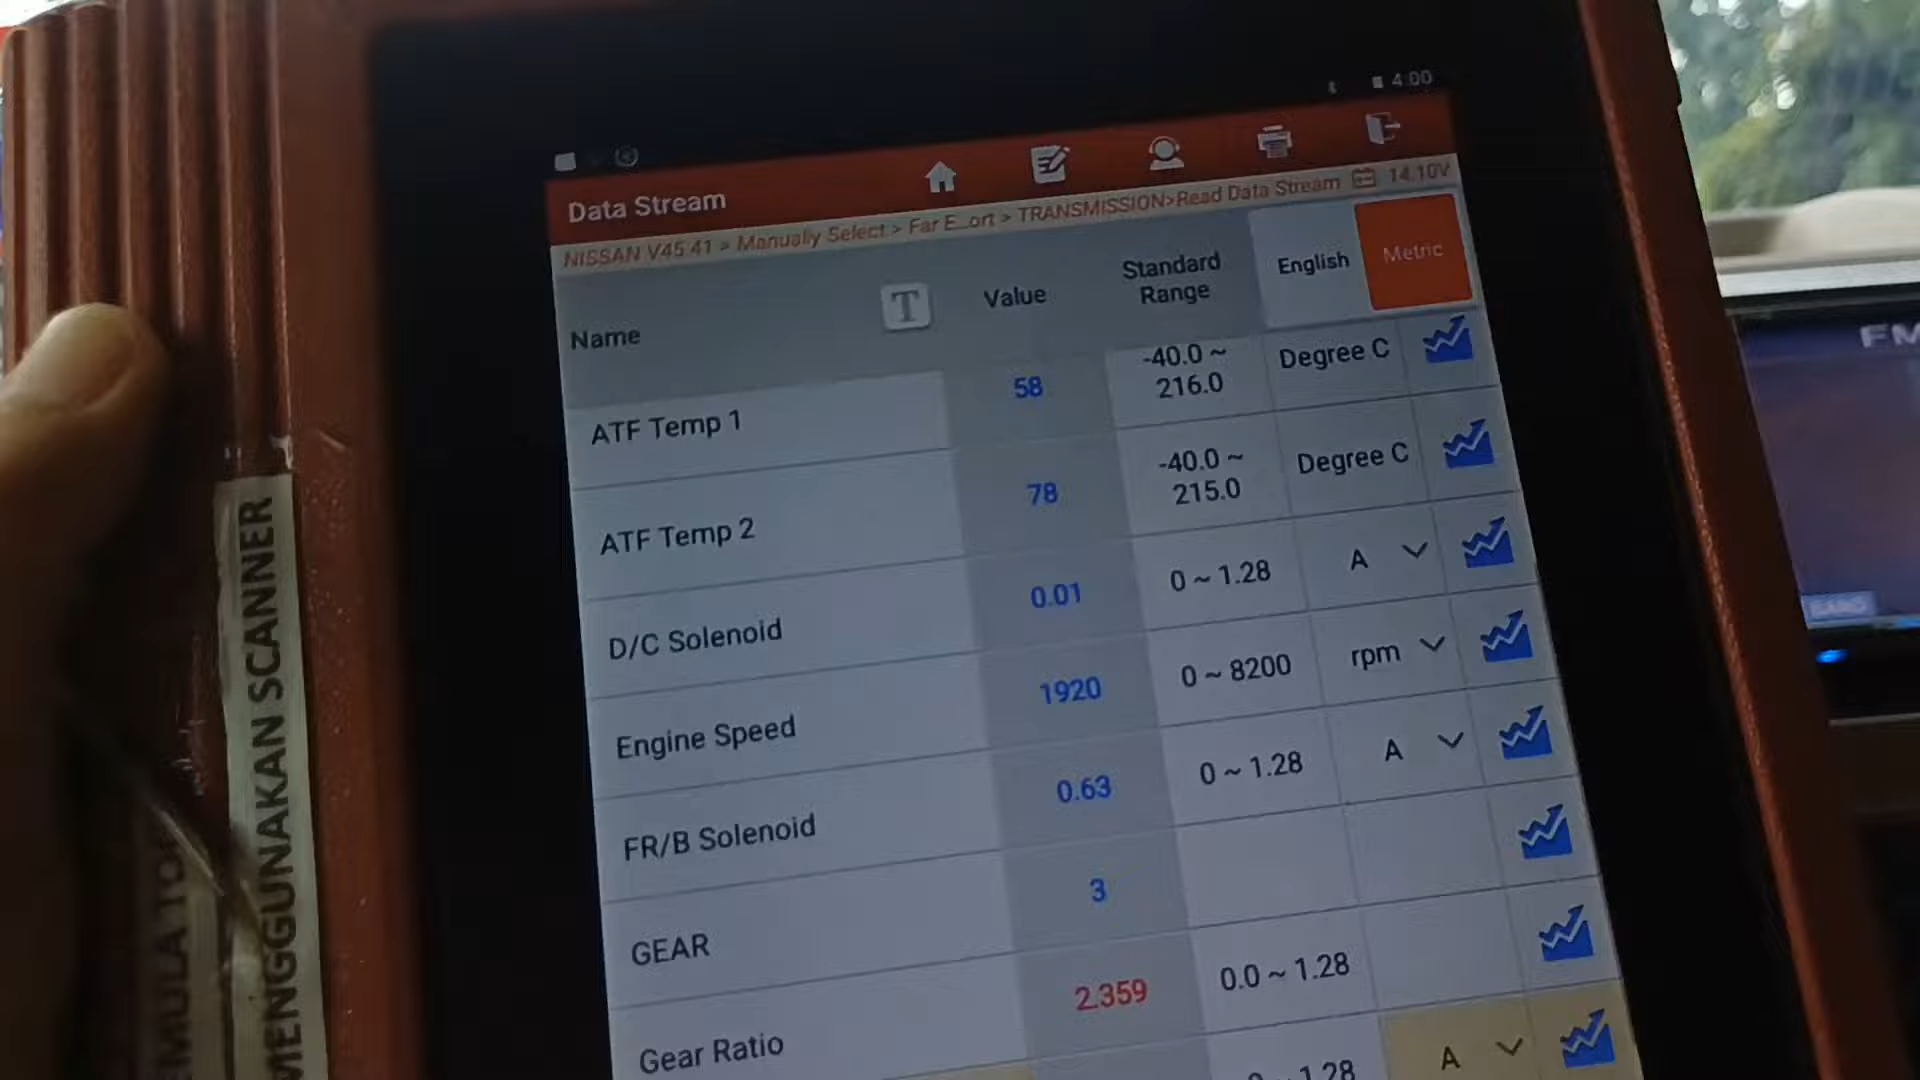 4:00
Data Stream
NISSAN V45.41 > Manually Select > Far E...ort > TRANSMISSION>Read Data Stream 14.10V
Name T Value Standard Range English Metric
ATF Temp 1 58 -40.0 ~ 216.0 Degree C
ATF Temp 2 78 -40.0 ~ 215.0 Degree C
D/C Solenoid 0.01 0 ~ 1.28 A
Engine Speed 1920 0 ~ 8200 rpm
FR/B Solenoid 0.63 0 ~ 1.28 A
GEAR 3
Gear Ratio 2.359 0.0 ~ 1.28
1.28 A
MENGGUNAKAN SCANNER
EMULA
FM